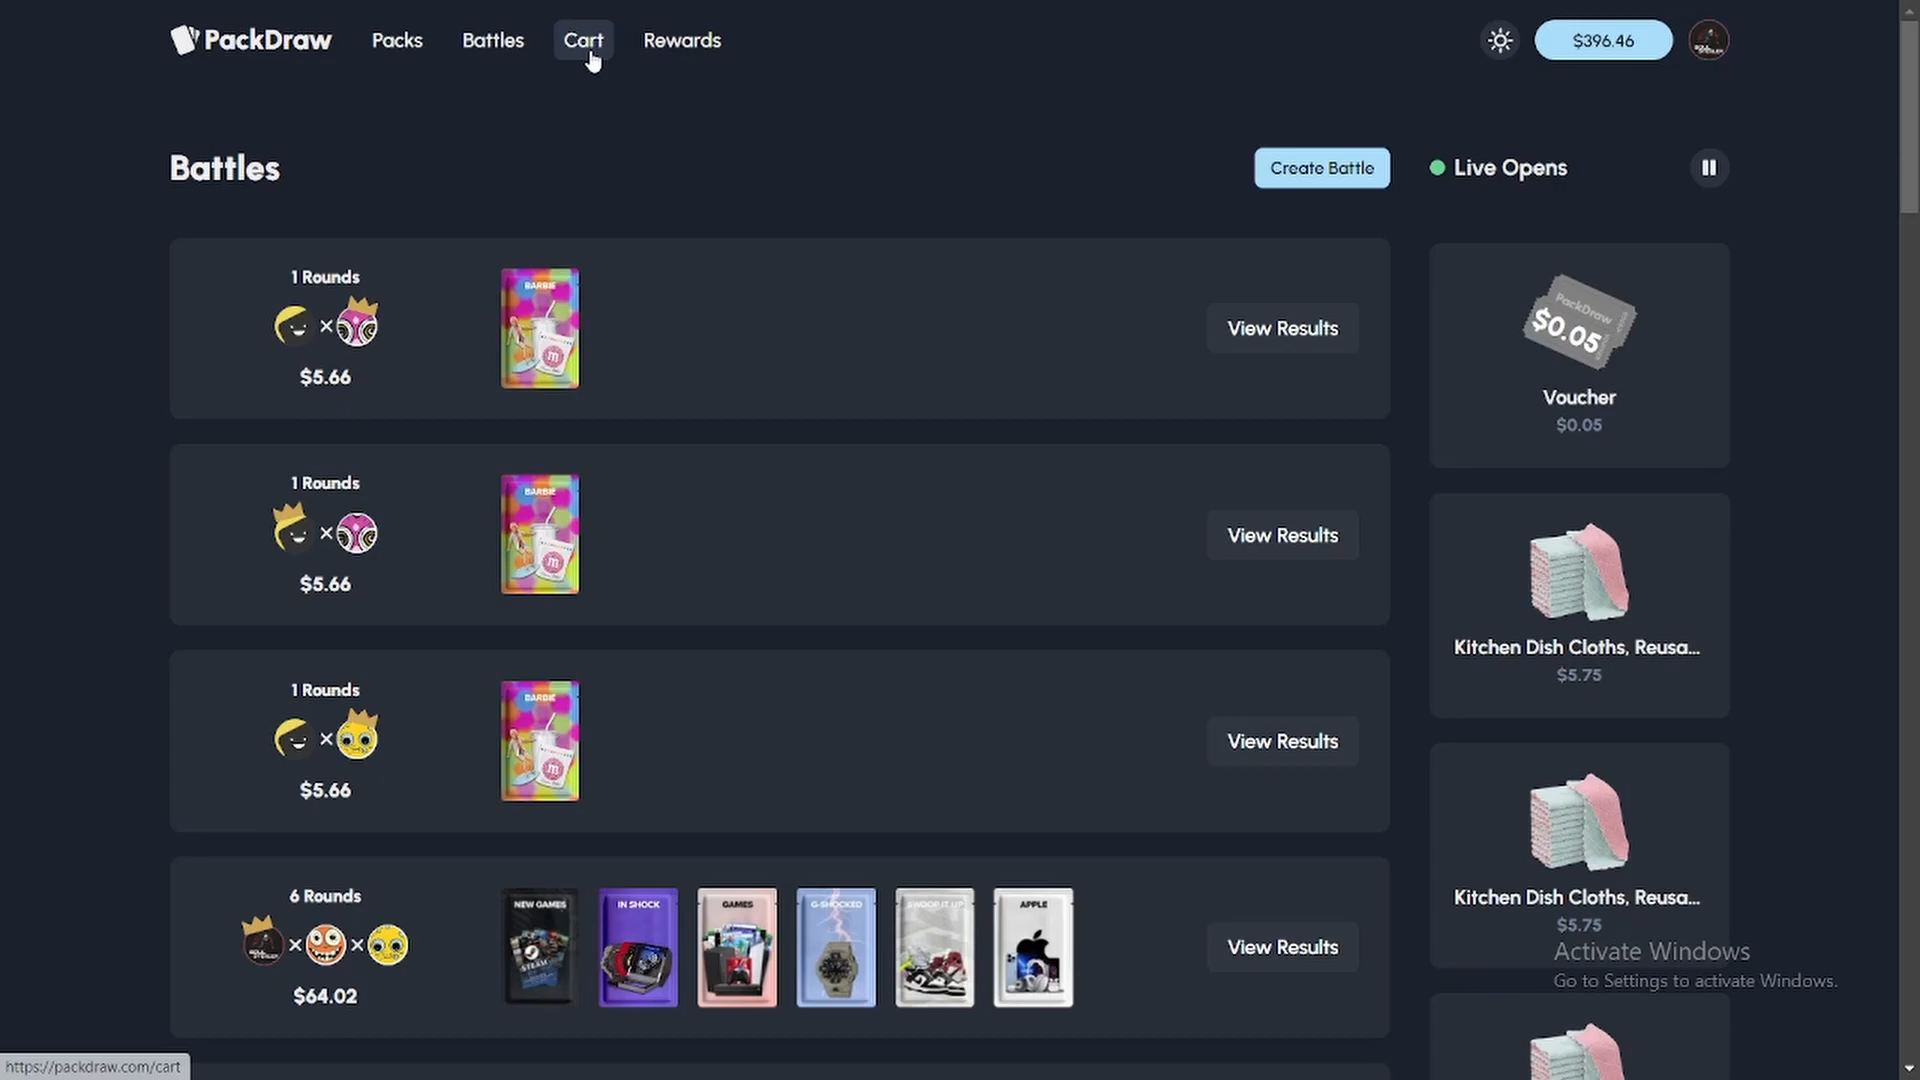 PackDraw
Packs
Battles
Cart
Rewards
$396.46
Battles
Create Battle
Live Opens
1 Rounds
$5.66
BARBIE
View Results
1 Rounds
$5.66
BARBIE
View Results
1 Rounds
$5.66
BARBIE
View Results
6 Rounds
$64.02
NEW GAMES
STEAM
IN SHOCK
GAMES
G-SHOCKED
SWOOP IT UP
APPLE
View Results
PackDraw
$0.05
Voucher
$0.05
Kitchen Dish Cloths, Reusa...
$5.75
Kitchen Dish Cloths, Reusa...
$5.75
Activate Windows
Go to Settings to activate Windows.
https://packdraw.com/cart